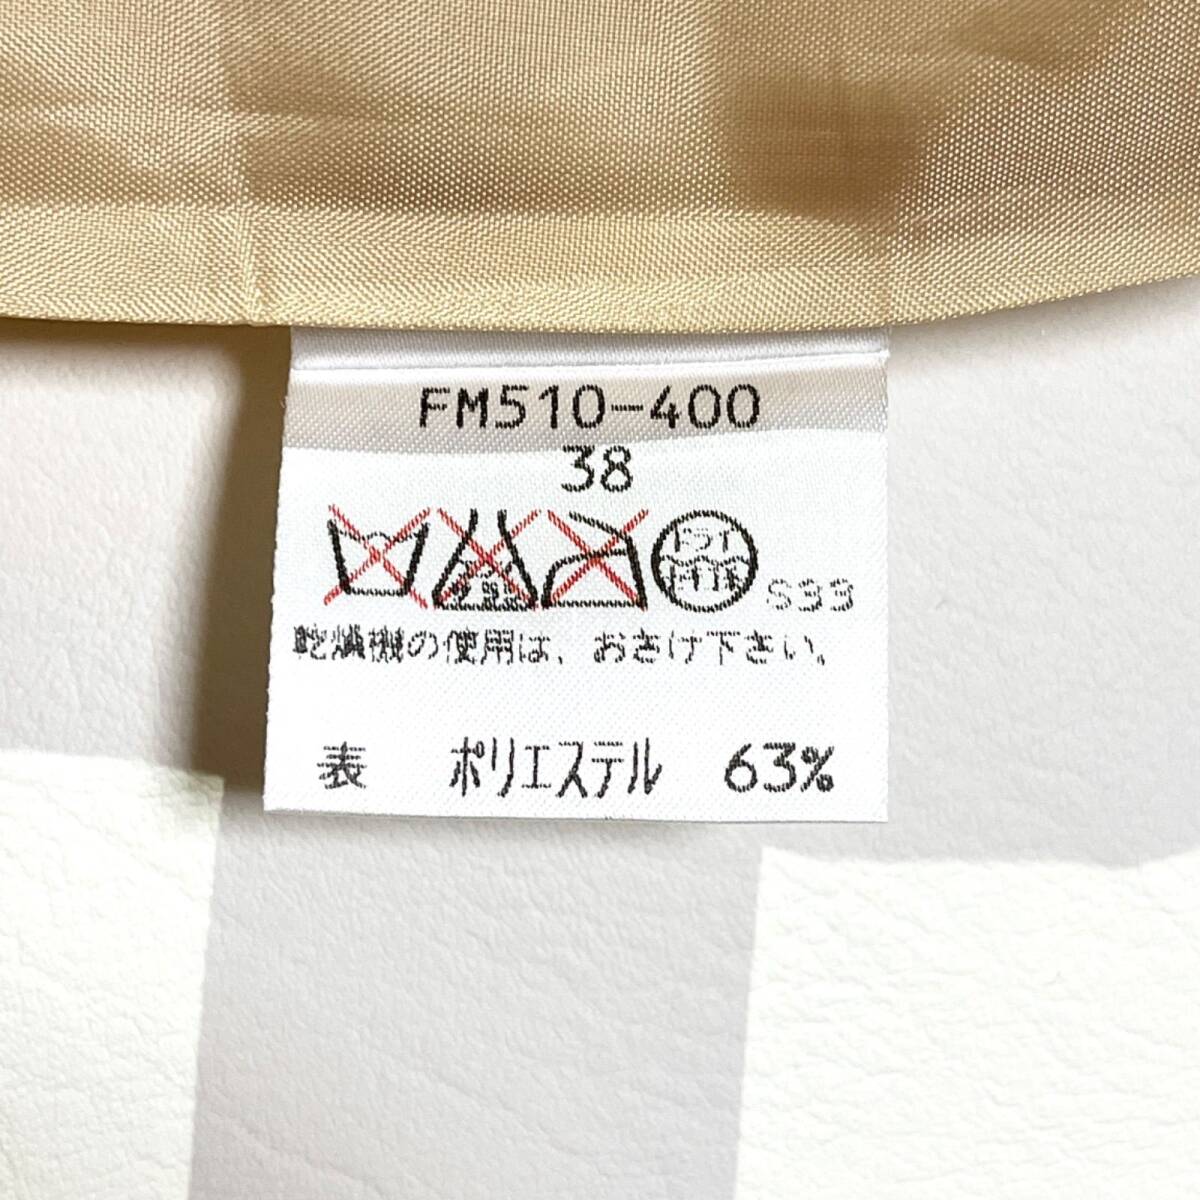 FM510-400
38
S33
乾燥機の使用は、おさけ下さい。
表 ポリエステル 63%